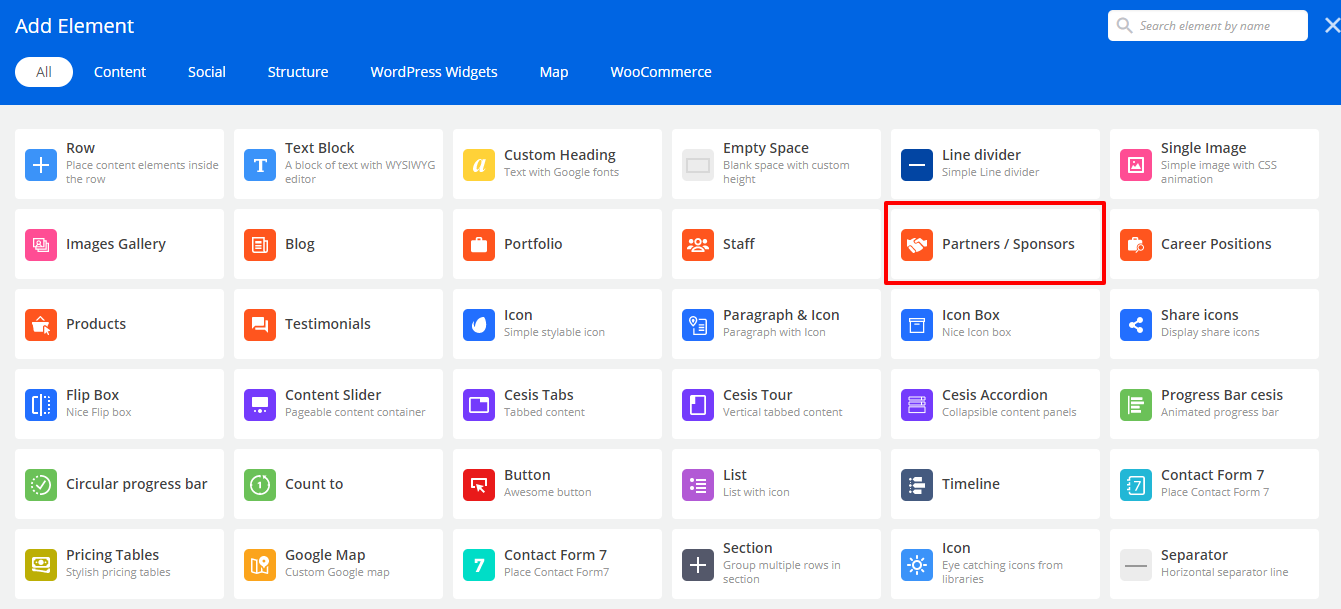 Add Element
Search element by name
All
Content
Social
Structure
WordPress Widgets
Map
WooCommerce
Row
Place content elements inside
the row
T
Text Block
A block of text with WYSIWYG
editor
a
Custom Heading
Text with Google fonts
Empty Space
Blank space with custom
height
Line divider
Simple Line divider
Single Image
Simple image with CSS
animation
Images Gallery
Blog
Portfolio
Staff
Partners / Sponsors
Career Positions
Products
Testimonials
Icon
Simple stylable icon
Paragraph & Icon
Paragraph with Icon
Icon Box
Nice Icon box
Share icons
Display share icons
Flip Box
Nice Flip box
Content Slider
Pageable content container
Cesis Tabs
Tabbed content
Cesis Tour
Vertical tabbed content
Cesis Accordion
Collapsible content panels
Progress Bar cesis
Animated progress bar
Circular progress bar
1
Count to
Button
Awesome button
List
List with icon
Timeline
7
Contact Form 7
Place Contact Form 7
Pricing Tables
Stylish pricing tables
Google Map
Custom Google map
7
Contact Form 7
Place Contact Form7
Section
Group multiple rows in
section
Icon
Eye catching icons from
libraries
Separator
Horizontal separator line